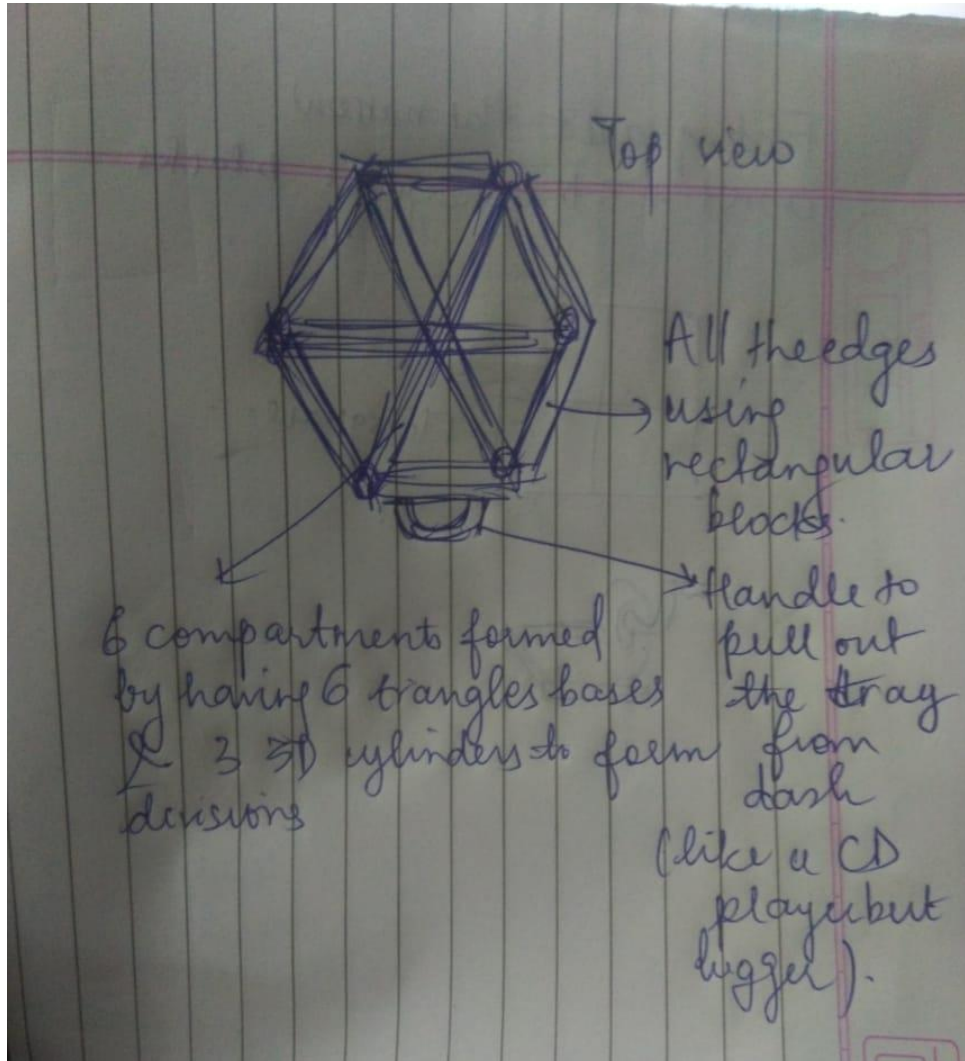 Top view
All the edges
using
rectangular
blocks.
Handle to
pull out
the tray
from
dash
(like a CD
player but
bigger).
6 compartments formed
by having 6 triangles bases
& 3 3D cylinders to form
divisions